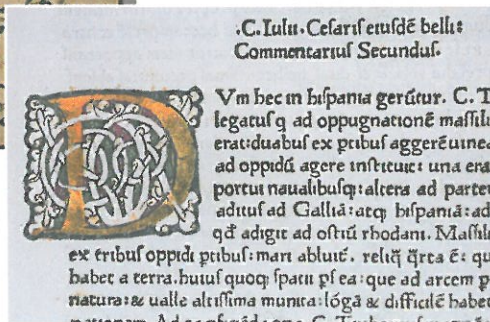 .C. Iulii. Cesariſ eiuſdē belli:
Commentariuſ Secunduſ.
DVm hec in hiſpania gerūtur. C. T
legatuſ q ad oppugnationē maſſili
erat: duabuſ ex ptibuſ aggerē uinea
ad oppidū agere inſtituit: una era
portui naualibuſq; altera ad parte
adituſ ad Galliā: atq; hiſpaniā: ad
qđ adigit ad oſtiū rhodani. Maſſili
ex tribuſ oppidi ptibuſ: mari abluit̄. reliq̄ q̄rta ē: qu
habet a terra. huiuſ quoq; ſpatii pſ ea: que ad arcem p
natura: & ualle altiſſima munita: lōgā & difficilē habet